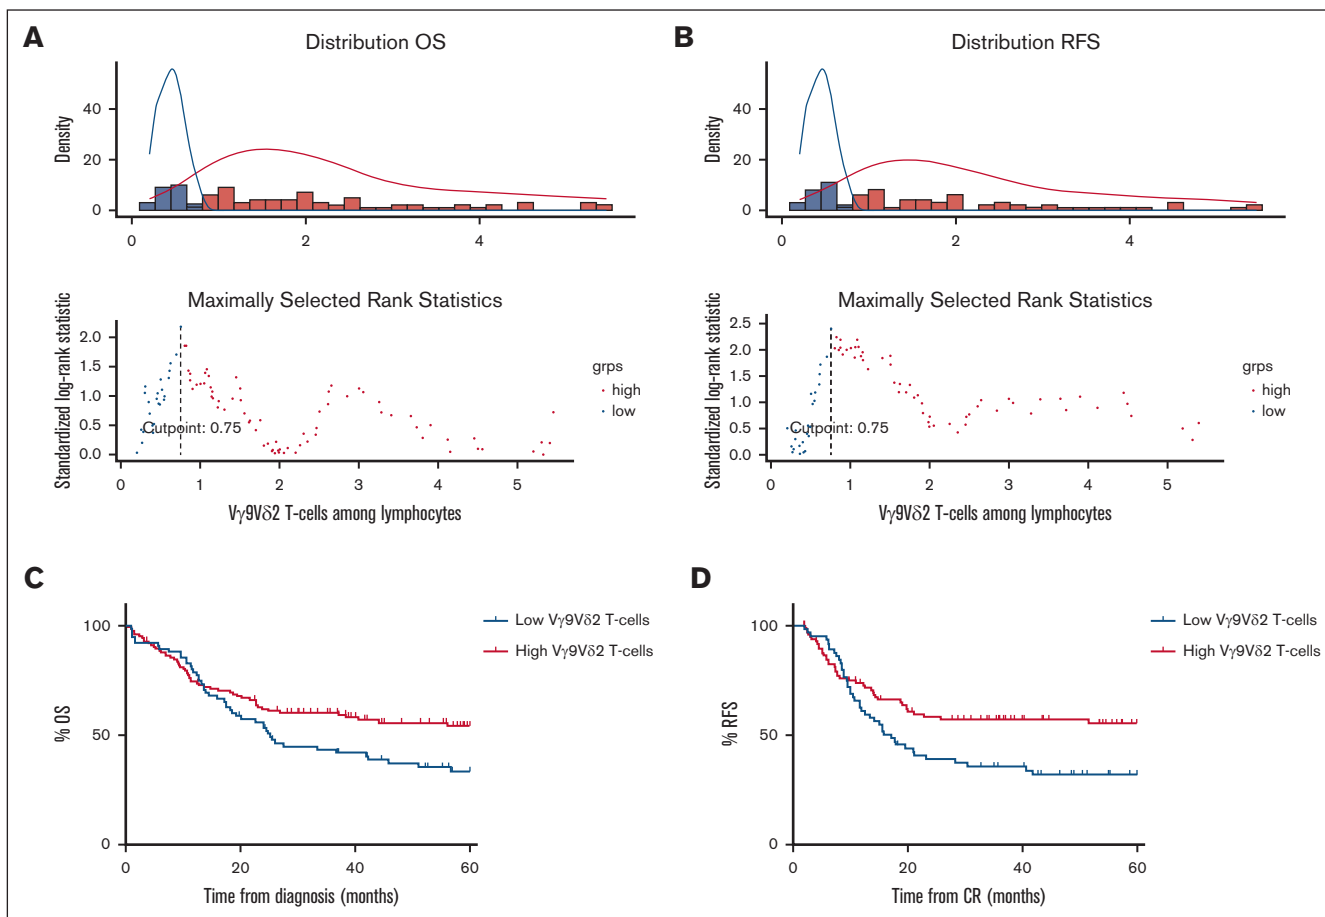 A
Distribution OS
Density
40
20
0
0
2
4
Maximally Selected Rank Statistics
Standardized log-rank statistic
2.0
1.5
1.0
0.5
0.0
Cutpoint: 0.75
grps
high
low
0
1
2
3
4
5
Vγ9Vδ2 T-cells among lymphocytes
B
Distribution RFS
Density
40
20
0
0
2
4
Maximally Selected Rank Statistics
Standardized log-rank statistic
2.5
2.0
1.5
1.0
0.5
0.0
Cutpoint: 0.75
grps
high
low
0
1
2
3
4
5
Vγ9Vδ2 T-cells among lymphocytes
C
% OS
100
50
0
Low Vγ9Vδ2 T-cells
High Vγ9Vδ2 T-cells
0
20
40
60
Time from diagnosis (months)
D
% RFS
100
50
0
Low Vγ9Vδ2 T-cells
High Vγ9Vδ2 T-cells
0
20
40
60
Time from CR (months)